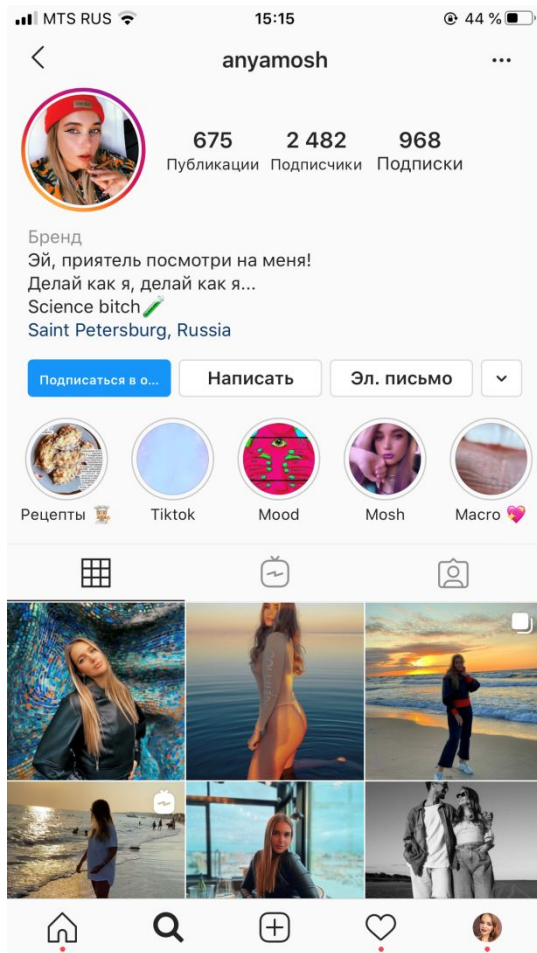 MTS RUS 15:15 44 %
anyamosh
675 2 482 968
Публикации Подписчики Подписки
Бренд
Эй, приятель посмотри на меня!
Делай как я, делай как я...
Science bitch🧪
Saint Petersburg, Russia
Подписаться в о... Написать Эл. письмо
Рецепты 👩🏼‍🍳 Tiktok Mood Mosh Macro 💖